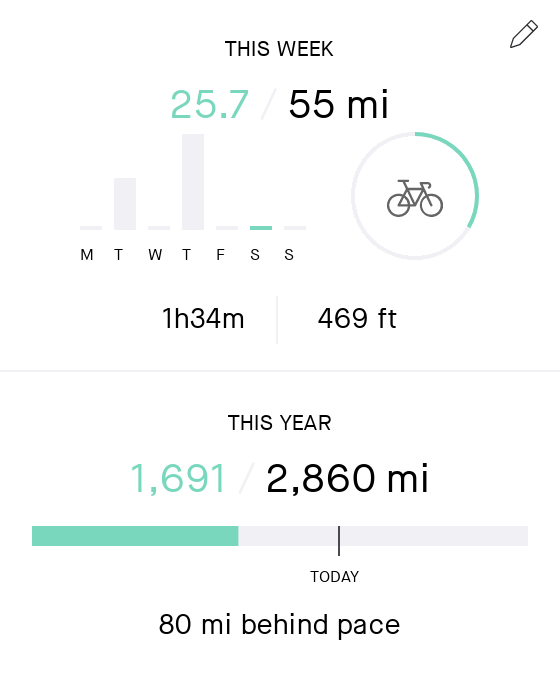 THIS WEEK
25.7 / 55 mi
M T W T F S S
1h34m 469 ft
THIS YEAR
1,691 / 2,860 mi
TODAY
80 mi behind pace